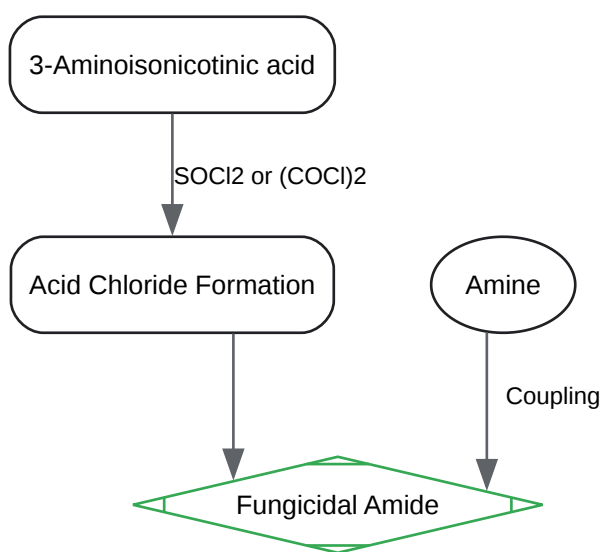 3-Aminoisonicotinic acid
SOCl2 or (COCl)2
Acid Chloride Formation
Amine
Coupling
Fungicidal Amide